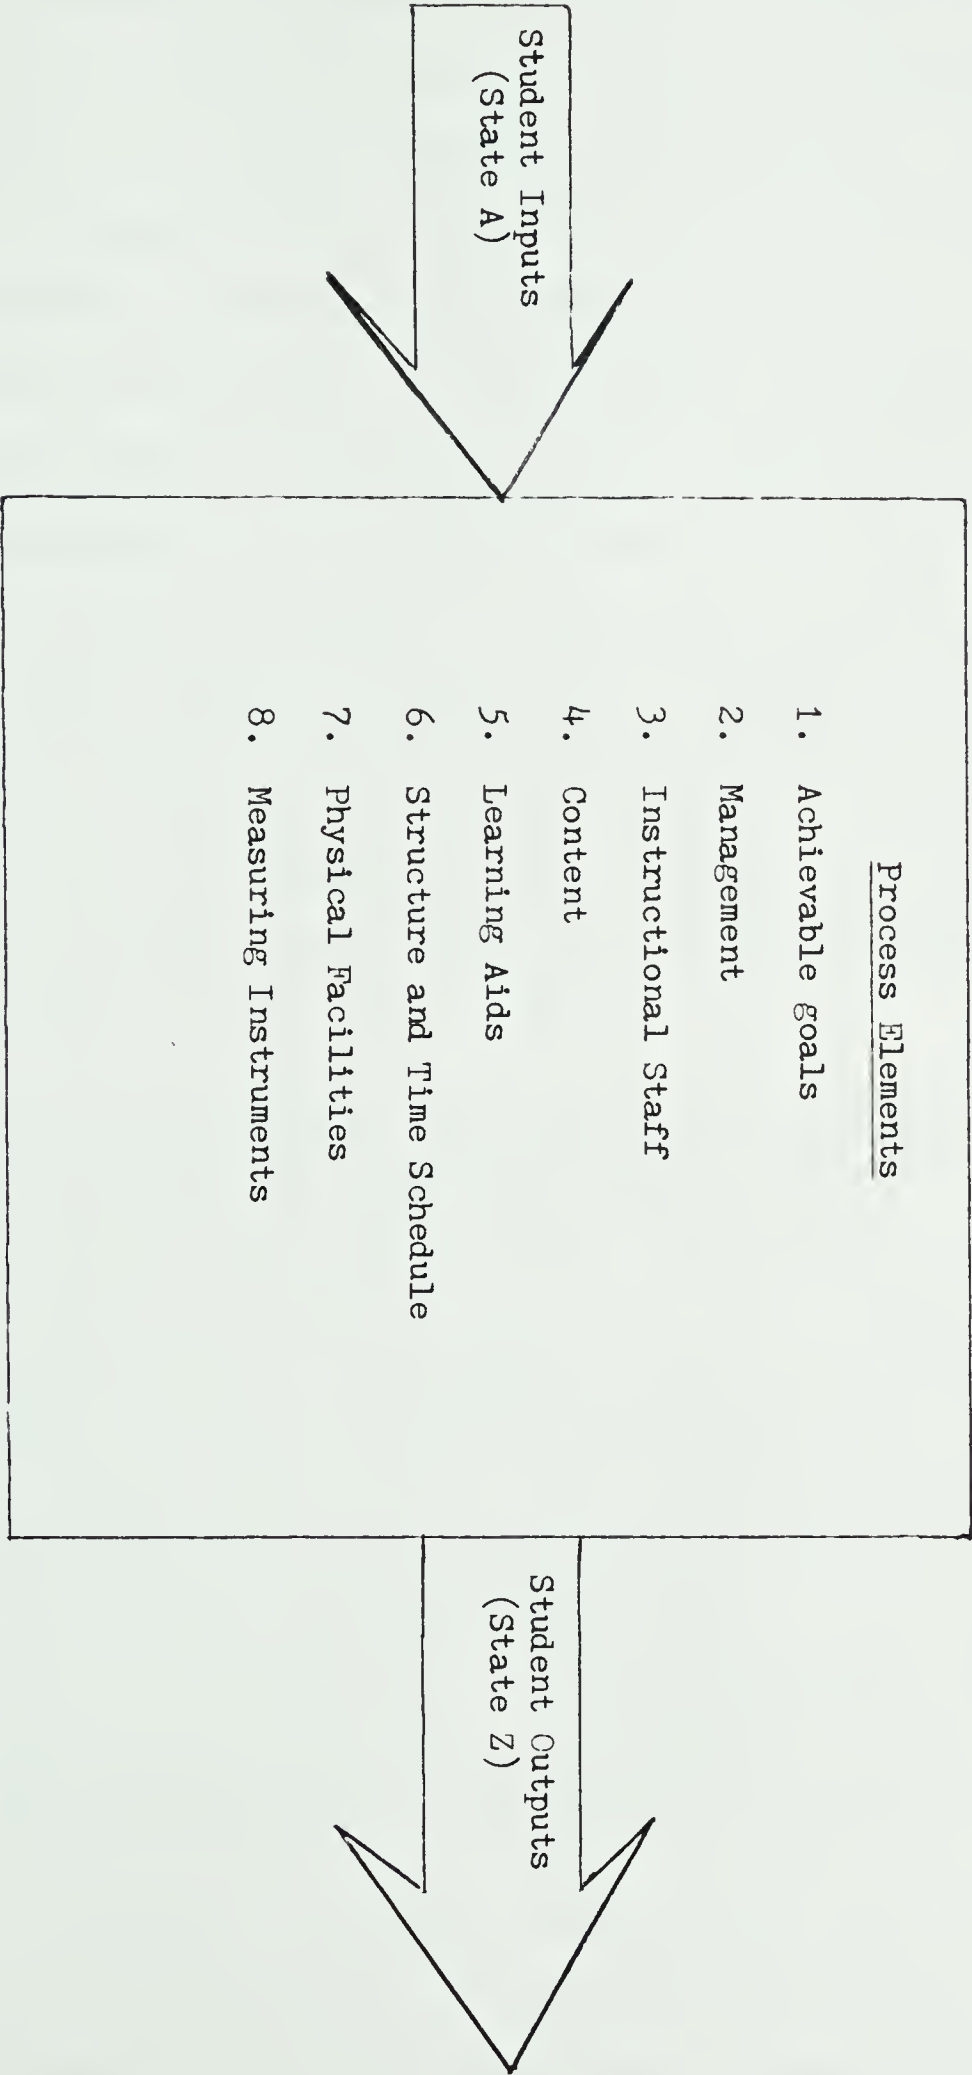 Student Inputs
(State A)
Process Elements
1. Achievable goals
2. Management
3. Instructional Staff
4. Content
5. Learning Aids
6. Structure and Time Schedule
7. Physical Facilities
8. Measuring Instruments
Student Outputs
(State Z)